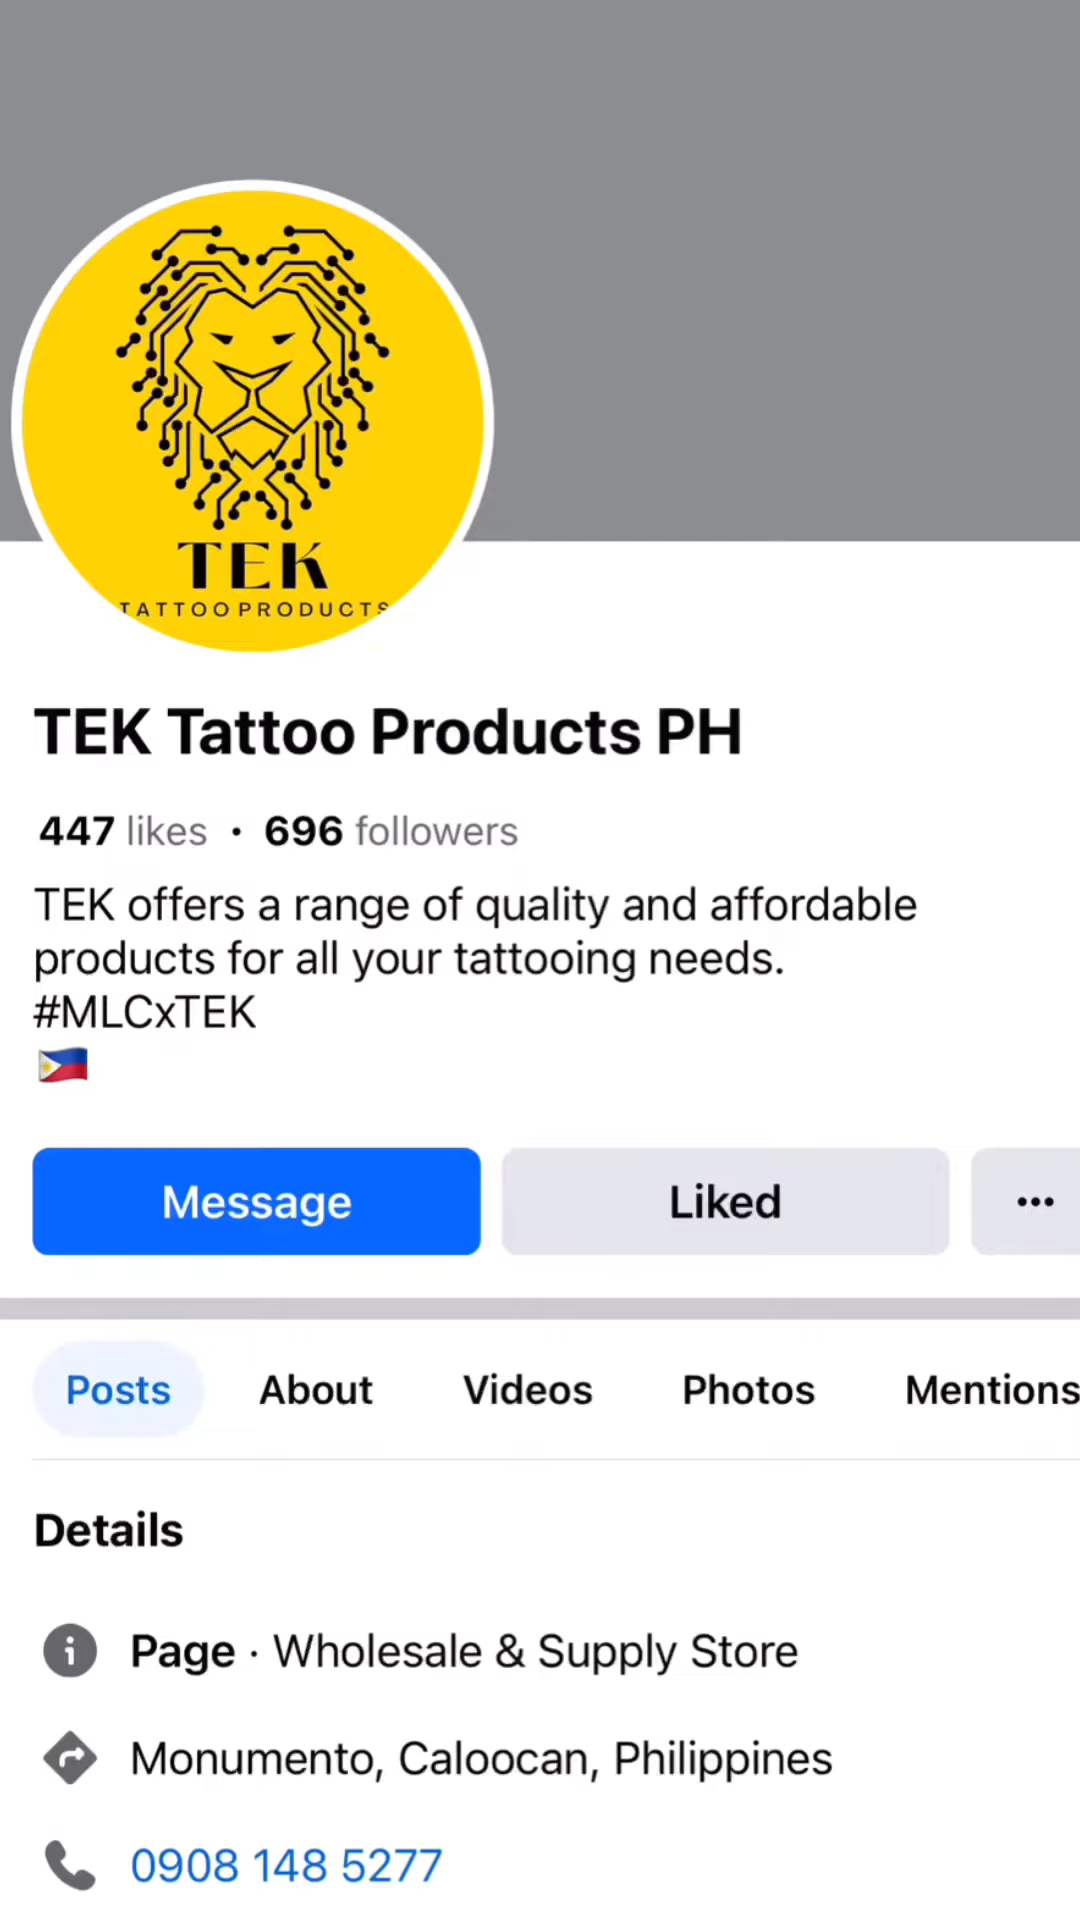 TEK
TATTOO PRODUCTS
TEK Tattoo Products PH
447 likes · 696 followers
TEK offers a range of quality and affordable
products for all your tattooing needs.
#MLCxTEK
Message
Liked
Posts
About
Videos
Photos
Mentions
Details
Page · Wholesale & Supply Store
Monumento, Caloocan, Philippines
0908 148 5277